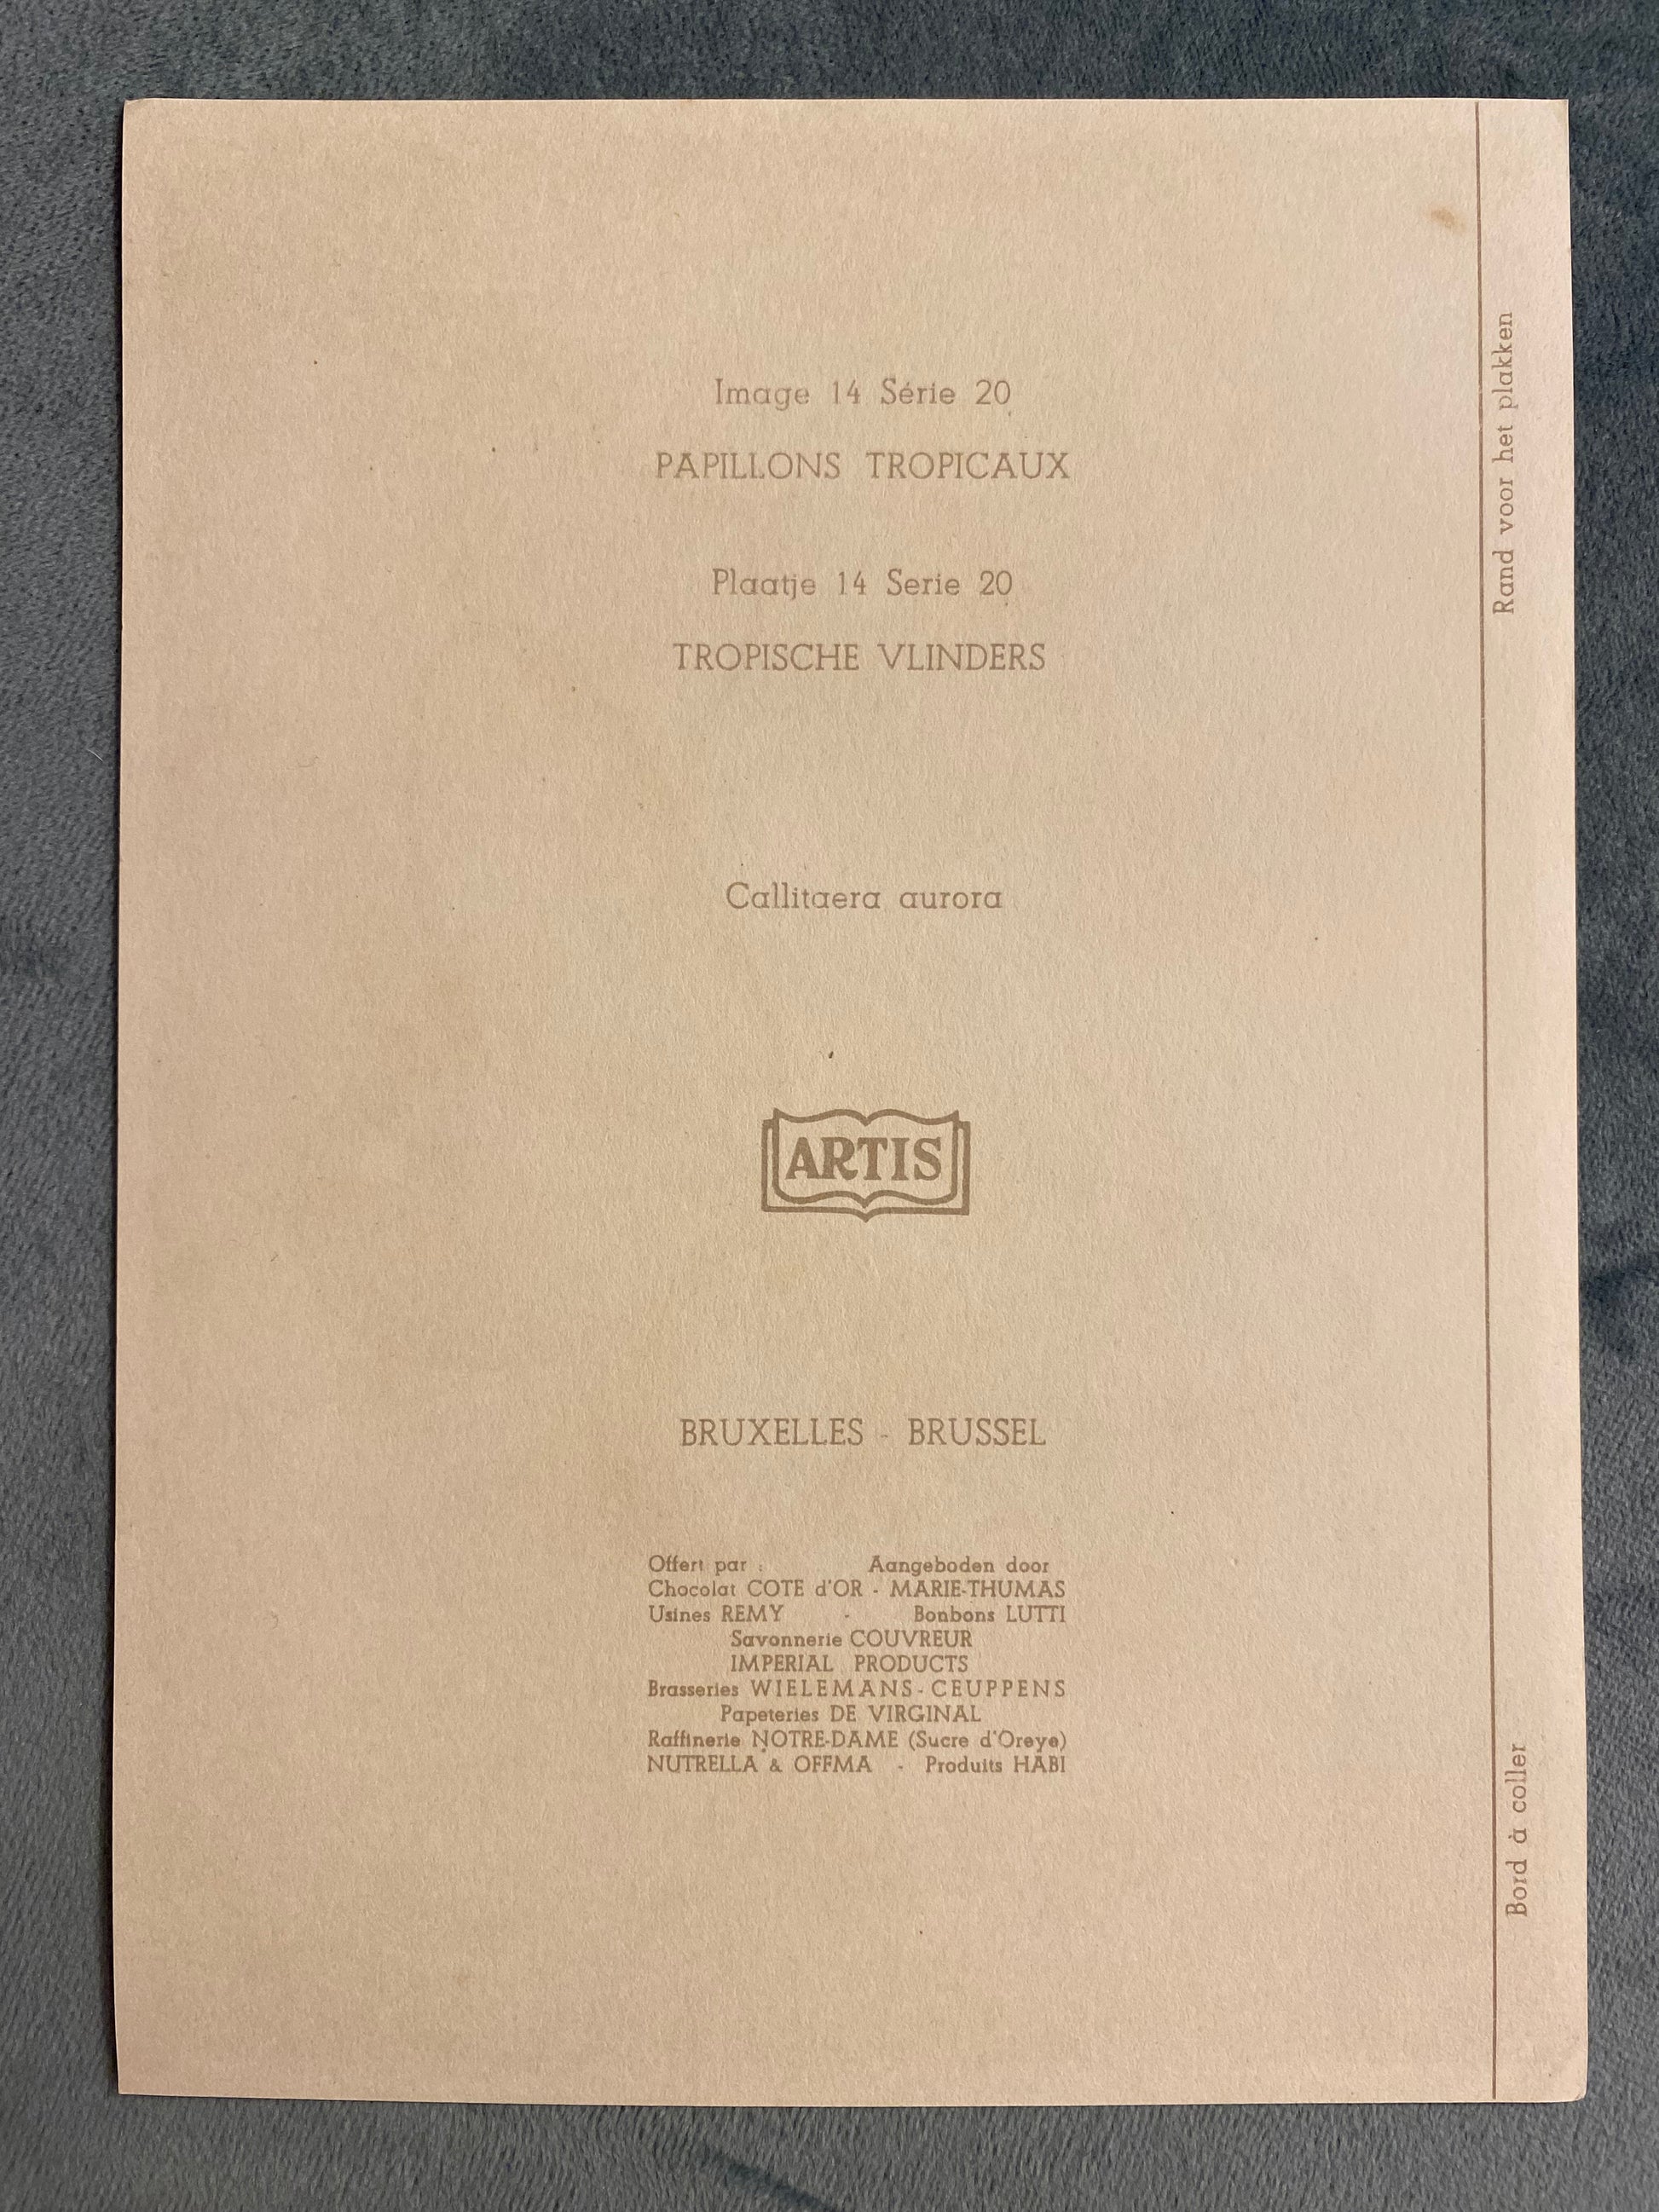 Image 14 Série 20
PAPILLONS TROPICAUX
Plaatje 14 Serie 20
TROPISCHE VLINDERS
Callitaera aurora
ARTIS
BRUXELLES - BRUSSEL
Offert par : Aangeboden door
Chocolat COTE d'OR - MARIE-THUMAS
Usines REMY - Bonbons LUTTI
Savonnerie COUVREUR
IMPERIAL PRODUCTS
Brasseries WIELEMANS-CEUPPENS
Papeteries DE VIRGINAL
Raffinerie NOTRE-DAME (Sucre d'Oreye)
NUTRELLA & OFFMA - Produits HABI
Rand voor het plakken
Bord à coller